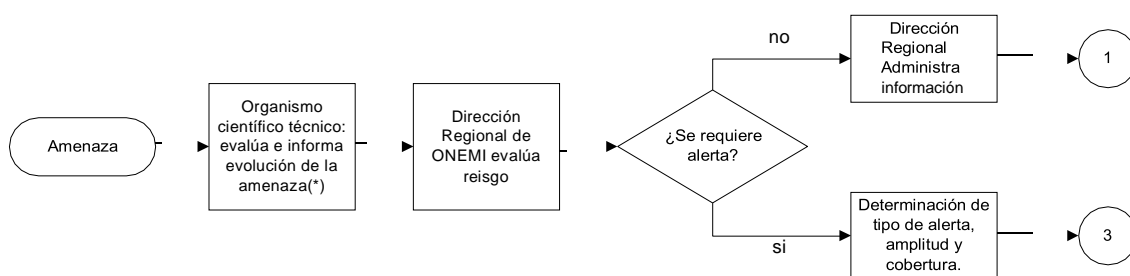 Amenaza
Organismo
científico técnico:
evalúa e informa
evolución de la
amenaza(*)
Dirección
Regional de
ONEMI evalúa
reisgo
¿Se requiere
alerta?
no
Dirección
Regional
Administra
información
1
si
Determinación de
tipo de alerta,
amplitud y
cobertura.
3